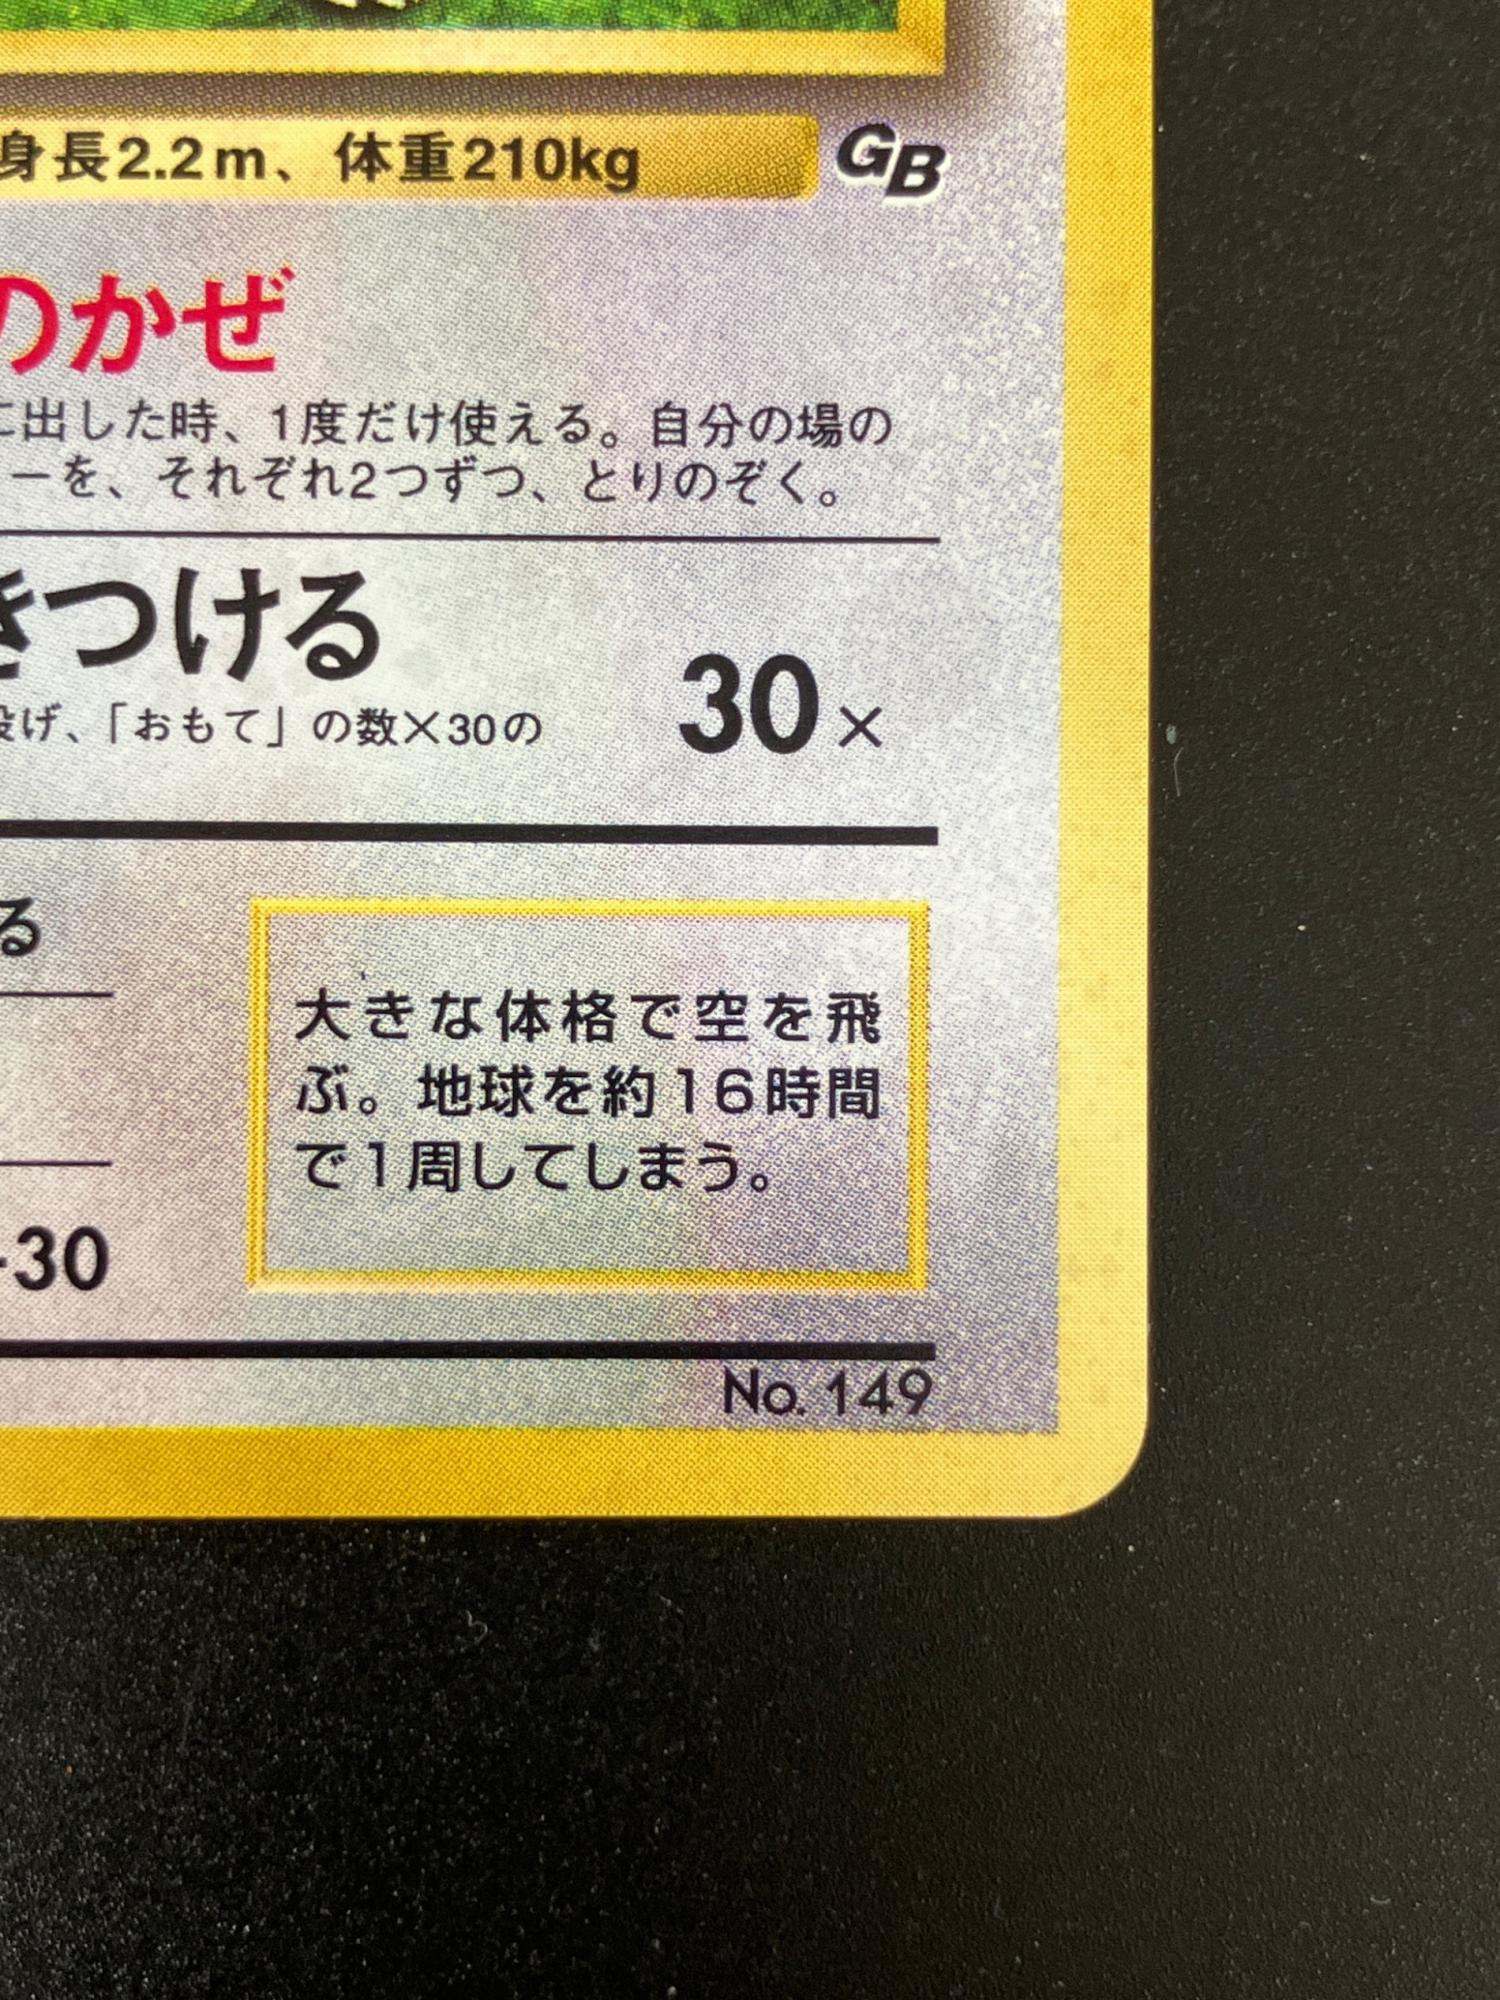 身長2.2m、体重210kg
GB
のかぜ
に出した時、1度だけ使える。自分の場の
ーを、それぞれ2つずつ、とりのぞく。
きつける
30×
投げ、「おもて」の数×30の
る
大きな体格で空を飛
ぶ。地球を約16時間
で1周してしまう。
-30
No. 149